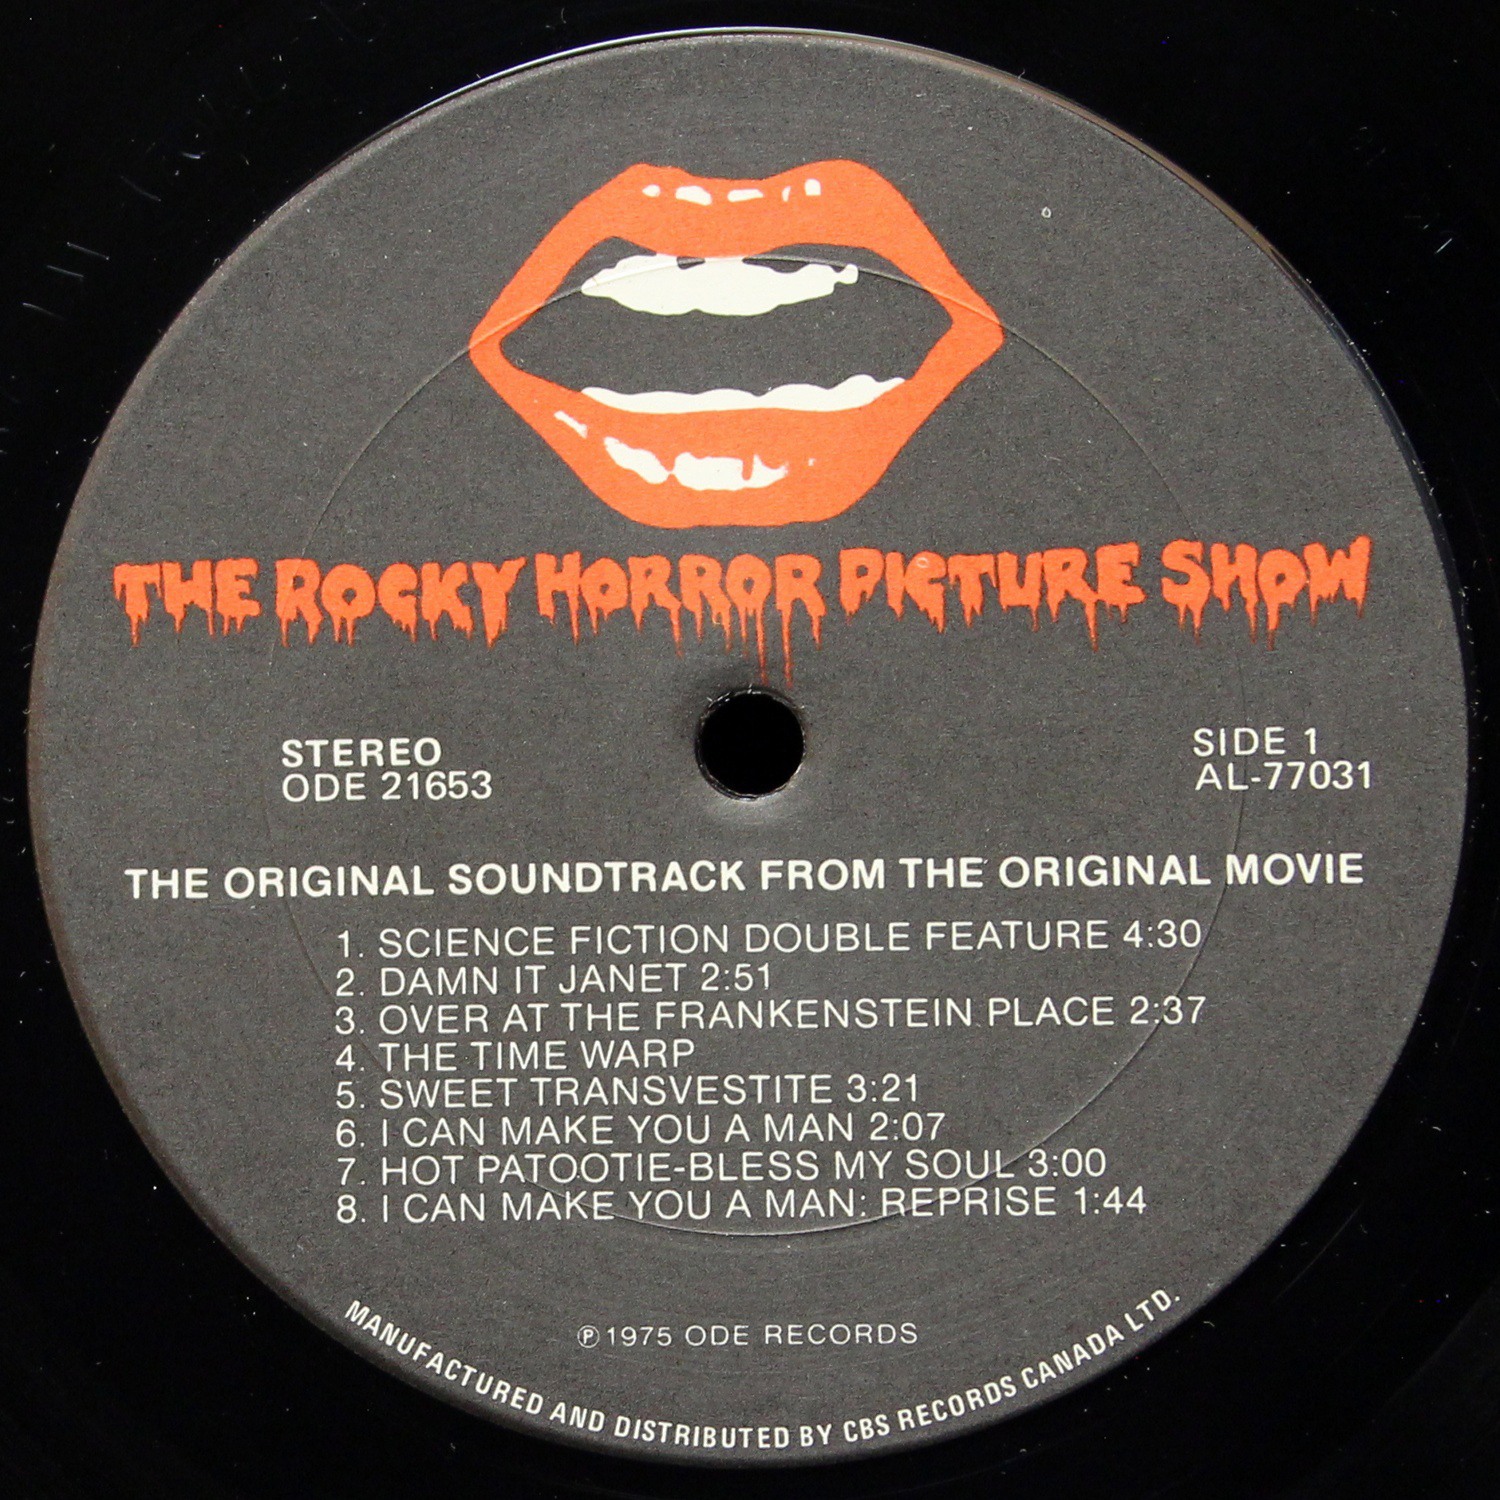 THE ROCKY HORROR PICTURE SHOW
STEREO
ODE 21653
SIDE 1
AL-77031
THE ORIGINAL SOUNDTRACK FROM THE ORIGINAL MOVIE
1. SCIENCE FICTION DOUBLE FEATURE 4:30
2. DAMN IT JANET 2:51
3. OVER AT THE FRANKENSTEIN PLACE 2:37
4. THE TIME WARP
5. SWEET TRANSVESTITE 3:21
6. I CAN MAKE YOU A MAN 2:07
7. HOT PATOOTIE-BLESS MY SOUL 3:00
8. I CAN MAKE YOU A MAN: REPRISE 1:44
℗1975 ODE RECORDS
MANUFACTURED AND DISTRIBUTED BY CBS RECORDS CANADA LTD.